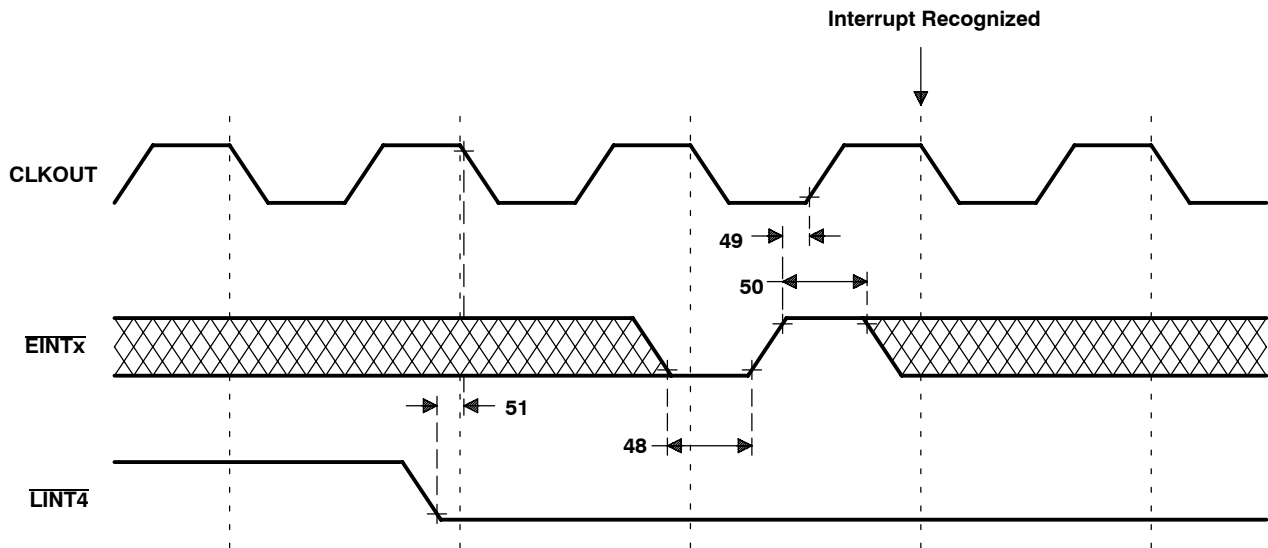 Interrupt Recognized
CLKOUT
49
50
EINTx
51
48
LINT4